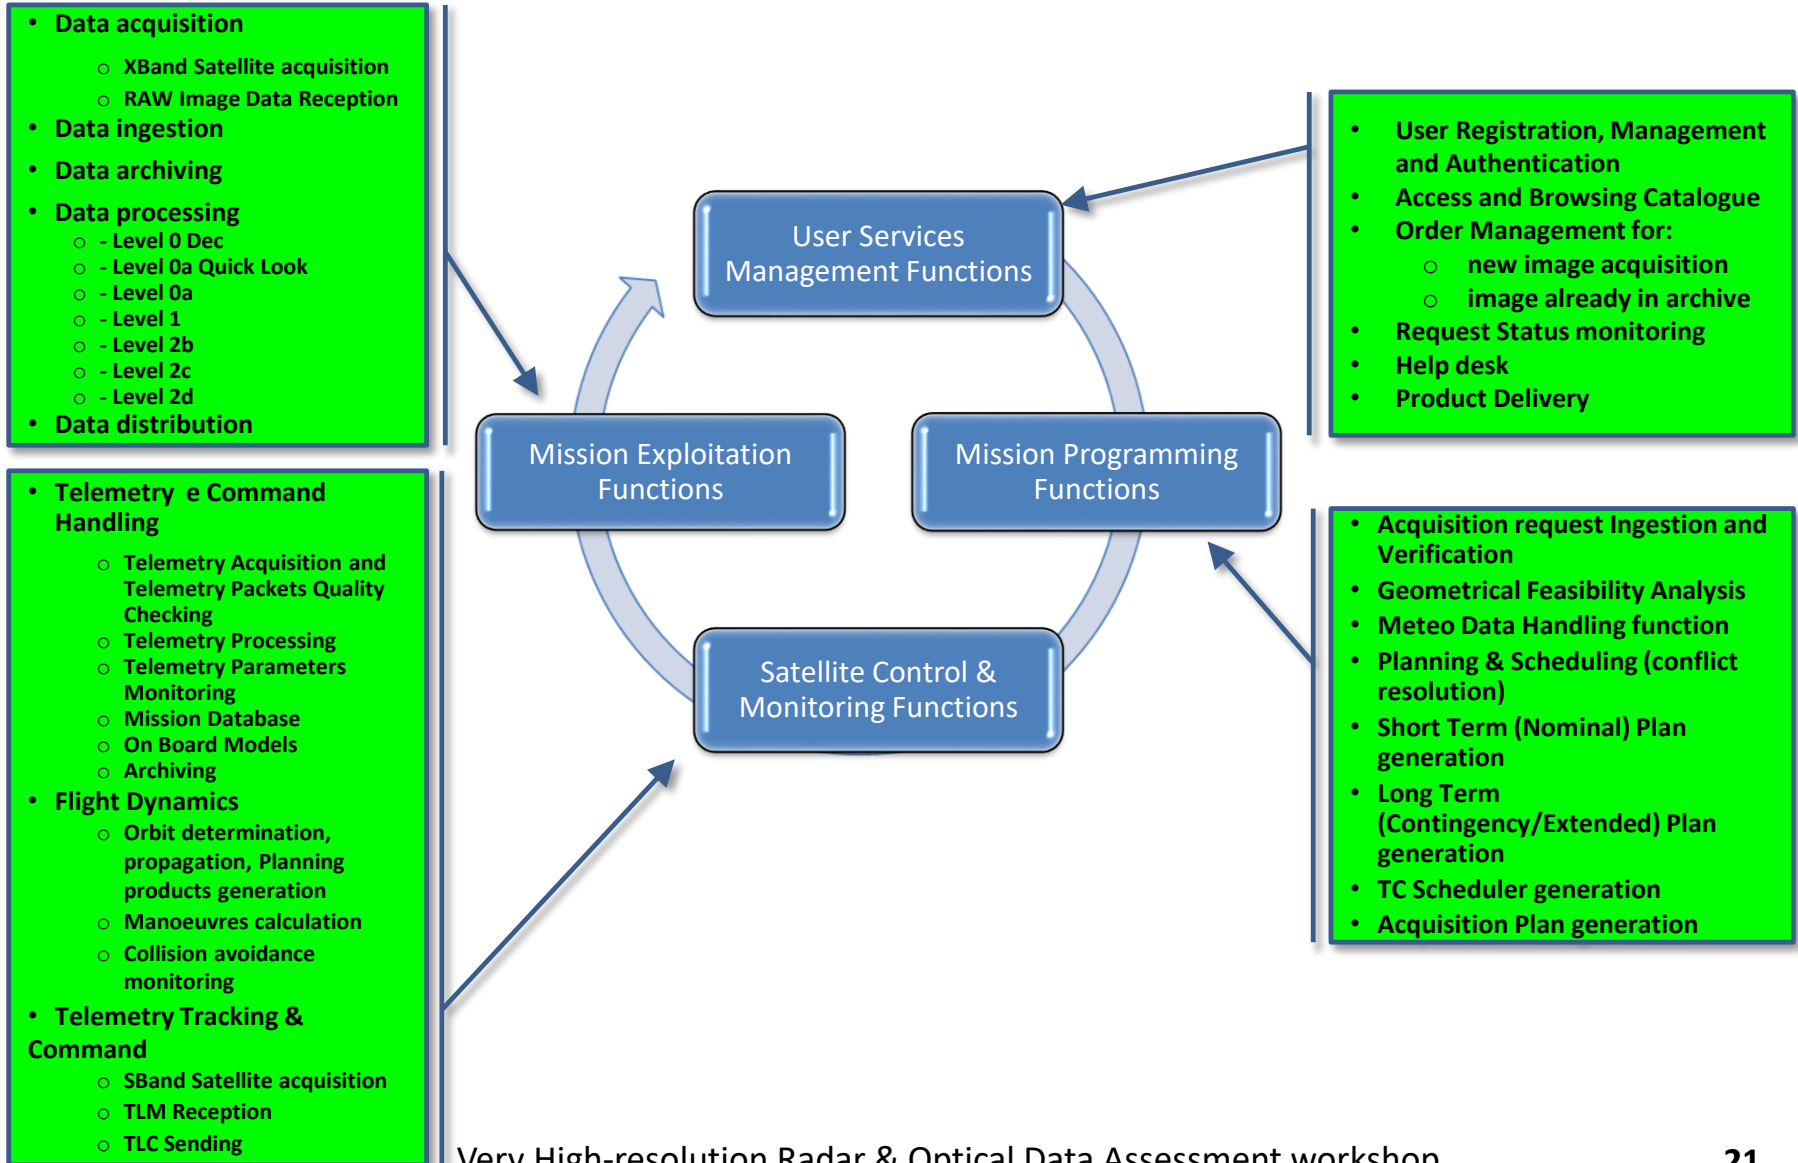 • Data acquisition
○ XBand Satellite acquisition
○ RAW Image Data Reception
• Data ingestion
• Data archiving
• Data processing
○ - Level 0 Dec
○ - Level 0a Quick Look
○ - Level 0a
○ - Level 1
○ - Level 2b
○ - Level 2c
○ - Level 2d
• Data distribution
• Telemetry e Command
Handling
○ Telemetry Acquisition and
Telemetry Packets Quality
Checking
○ Telemetry Processing
○ Telemetry Parameters
Monitoring
○ Mission Database
○ On Board Models
○ Archiving
• Flight Dynamics
○ Orbit determination,
propagation, Planning
products generation
○ Manoeuvres calculation
○ Collision avoidance
monitoring
• Telemetry Tracking &
Command
○ SBand Satellite acquisition
○ TLM Reception
○ TLC Sending
User Services
Management Functions
Mission Exploitation
Functions
Mission Programming
Functions
Satellite Control &
Monitoring Functions
• User Registration, Management
and Authentication
• Access and Browsing Catalogue
• Order Management for:
○ new image acquisition
○ image already in archive
• Request Status monitoring
• Help desk
• Product Delivery
• Acquisition request Ingestion and
Verification
• Geometrical Feasibility Analysis
• Meteo Data Handling function
• Planning & Scheduling (conflict
resolution)
• Short Term (Nominal) Plan
generation
• Long Term
(Contingency/Extended) Plan
generation
• TC Scheduler generation
• Acquisition Plan generation
Very High-resolution Radar & Optical Data Assessment workshop
21